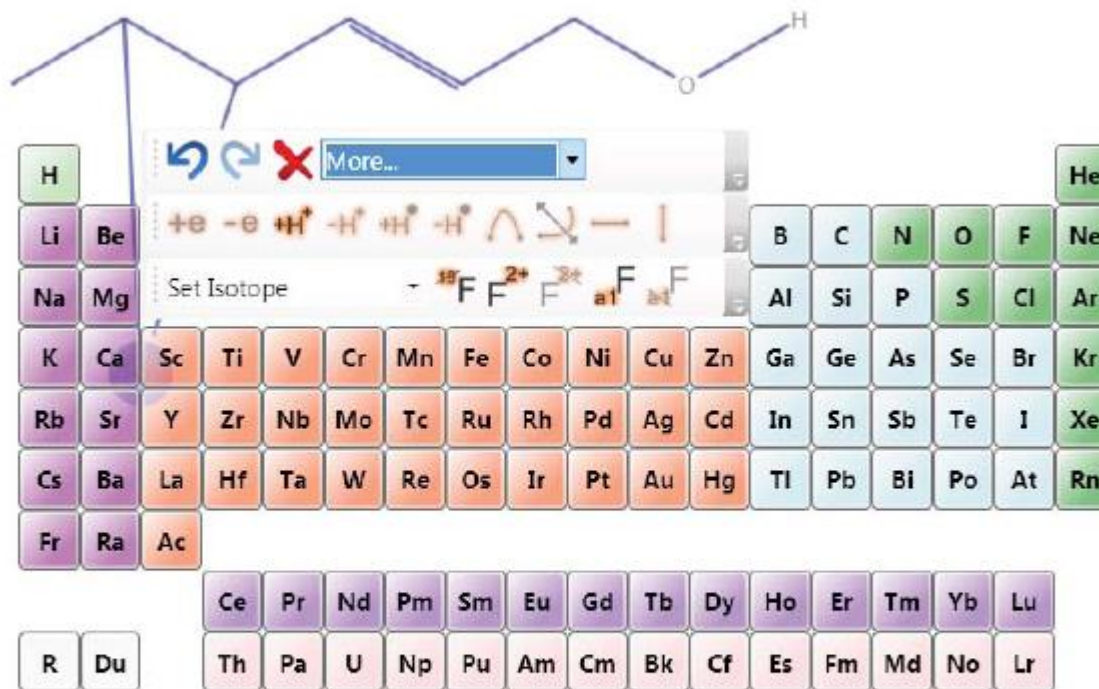 H
O
More...
H He
+e -e +H⁺ -H⁺ +H• -H•
Li Be B C N O F Ne
Set Isotope 18F F2+ a1F
Na Mg Al Si P S Cl Ar
K Ca Sc Ti V Cr Mn Fe Co Ni Cu Zn Ga Ge As Se Br Kr
Rb Sr Y Zr Nb Mo Tc Ru Rh Pd Ag Cd In Sn Sb Te I Xe
Cs Ba La Hf Ta W Re Os Ir Pt Au Hg Tl Pb Bi Po At Rn
Fr Ra Ac
Ce Pr Nd Pm Sm Eu Gd Tb Dy Ho Er Tm Yb Lu
R Du Th Pa U Np Pu Am Cm Bk Cf Es Fm Md No Lr